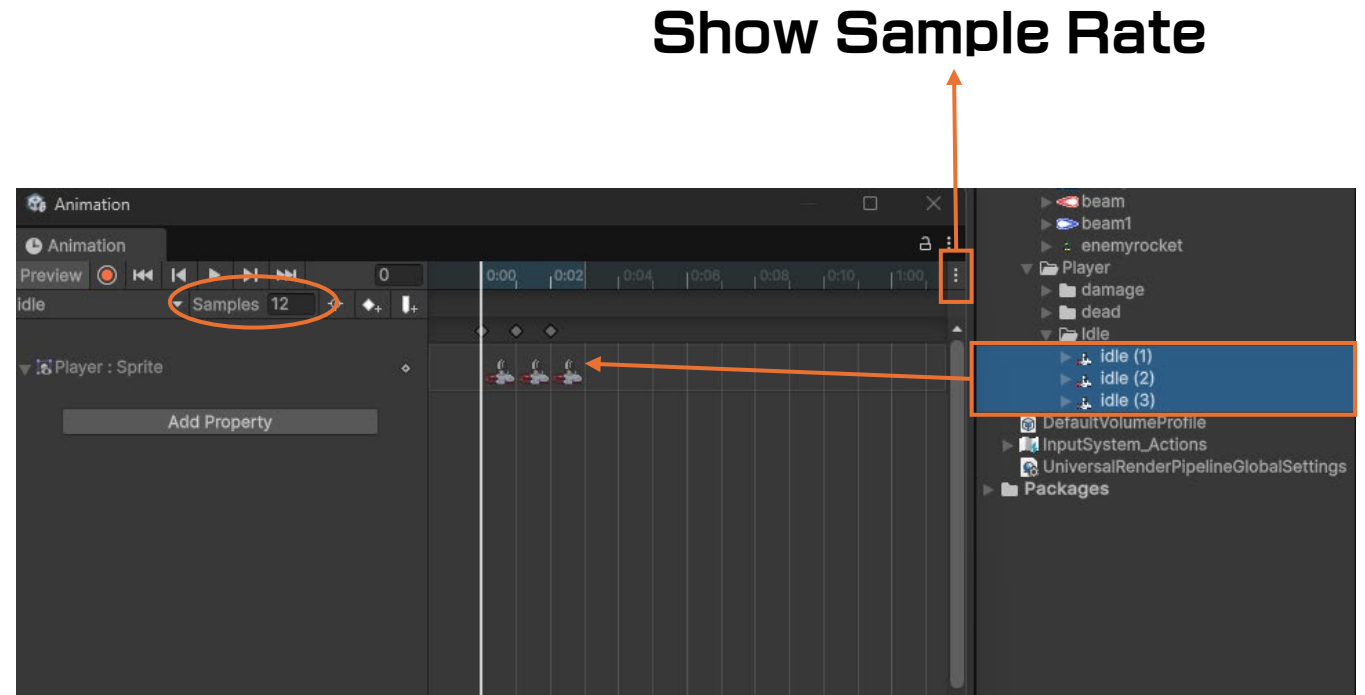 Show Sample Rate
Animation
Animation
Preview
0
0:00
0:02
0:04
0:06
0:08
0:10
1:00
idle
Samples 12
Player : Sprite
Add Property
beam
beam1
enemyrocket
Player
damage
dead
Idle
idle (1)
idle (2)
idle (3)
DefaultVolumeProfile
InputSystem_Actions
UniversalRenderPipelineGlobalSettings
Packages